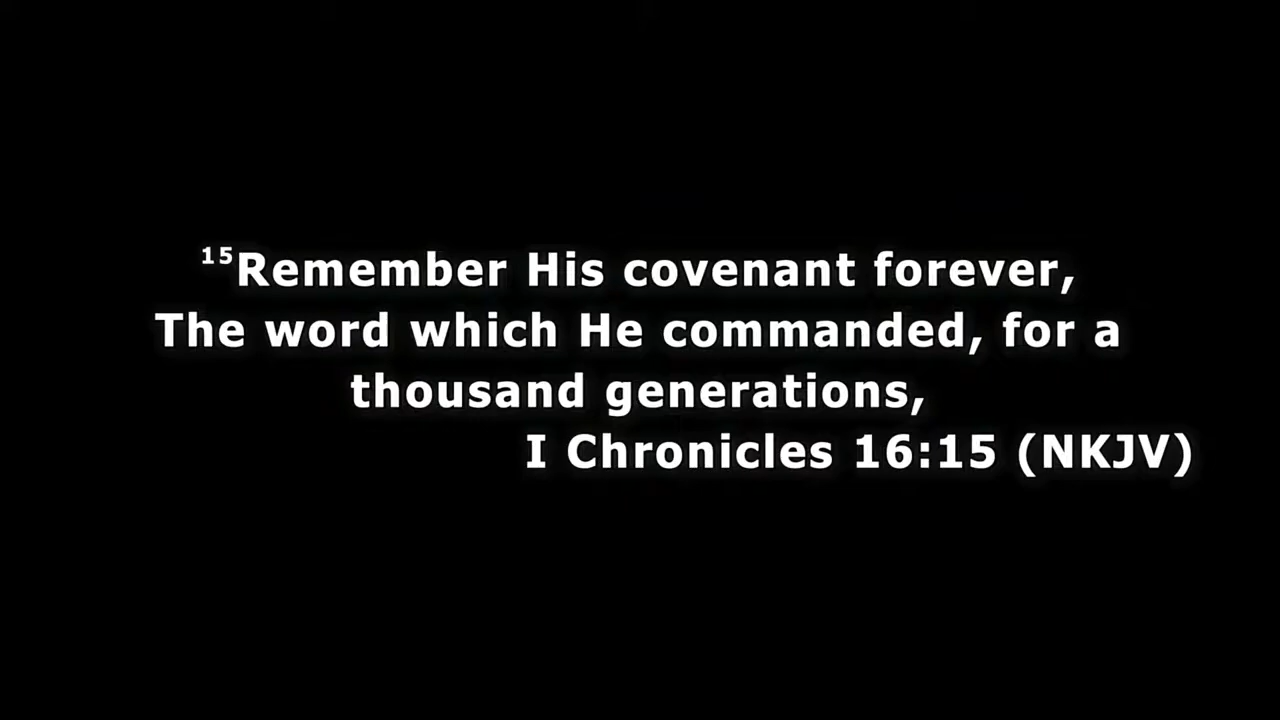 ¹⁵Remember His covenant forever,
The word which He commanded, for a
thousand generations,
I Chronicles 16:15 (NKJV)